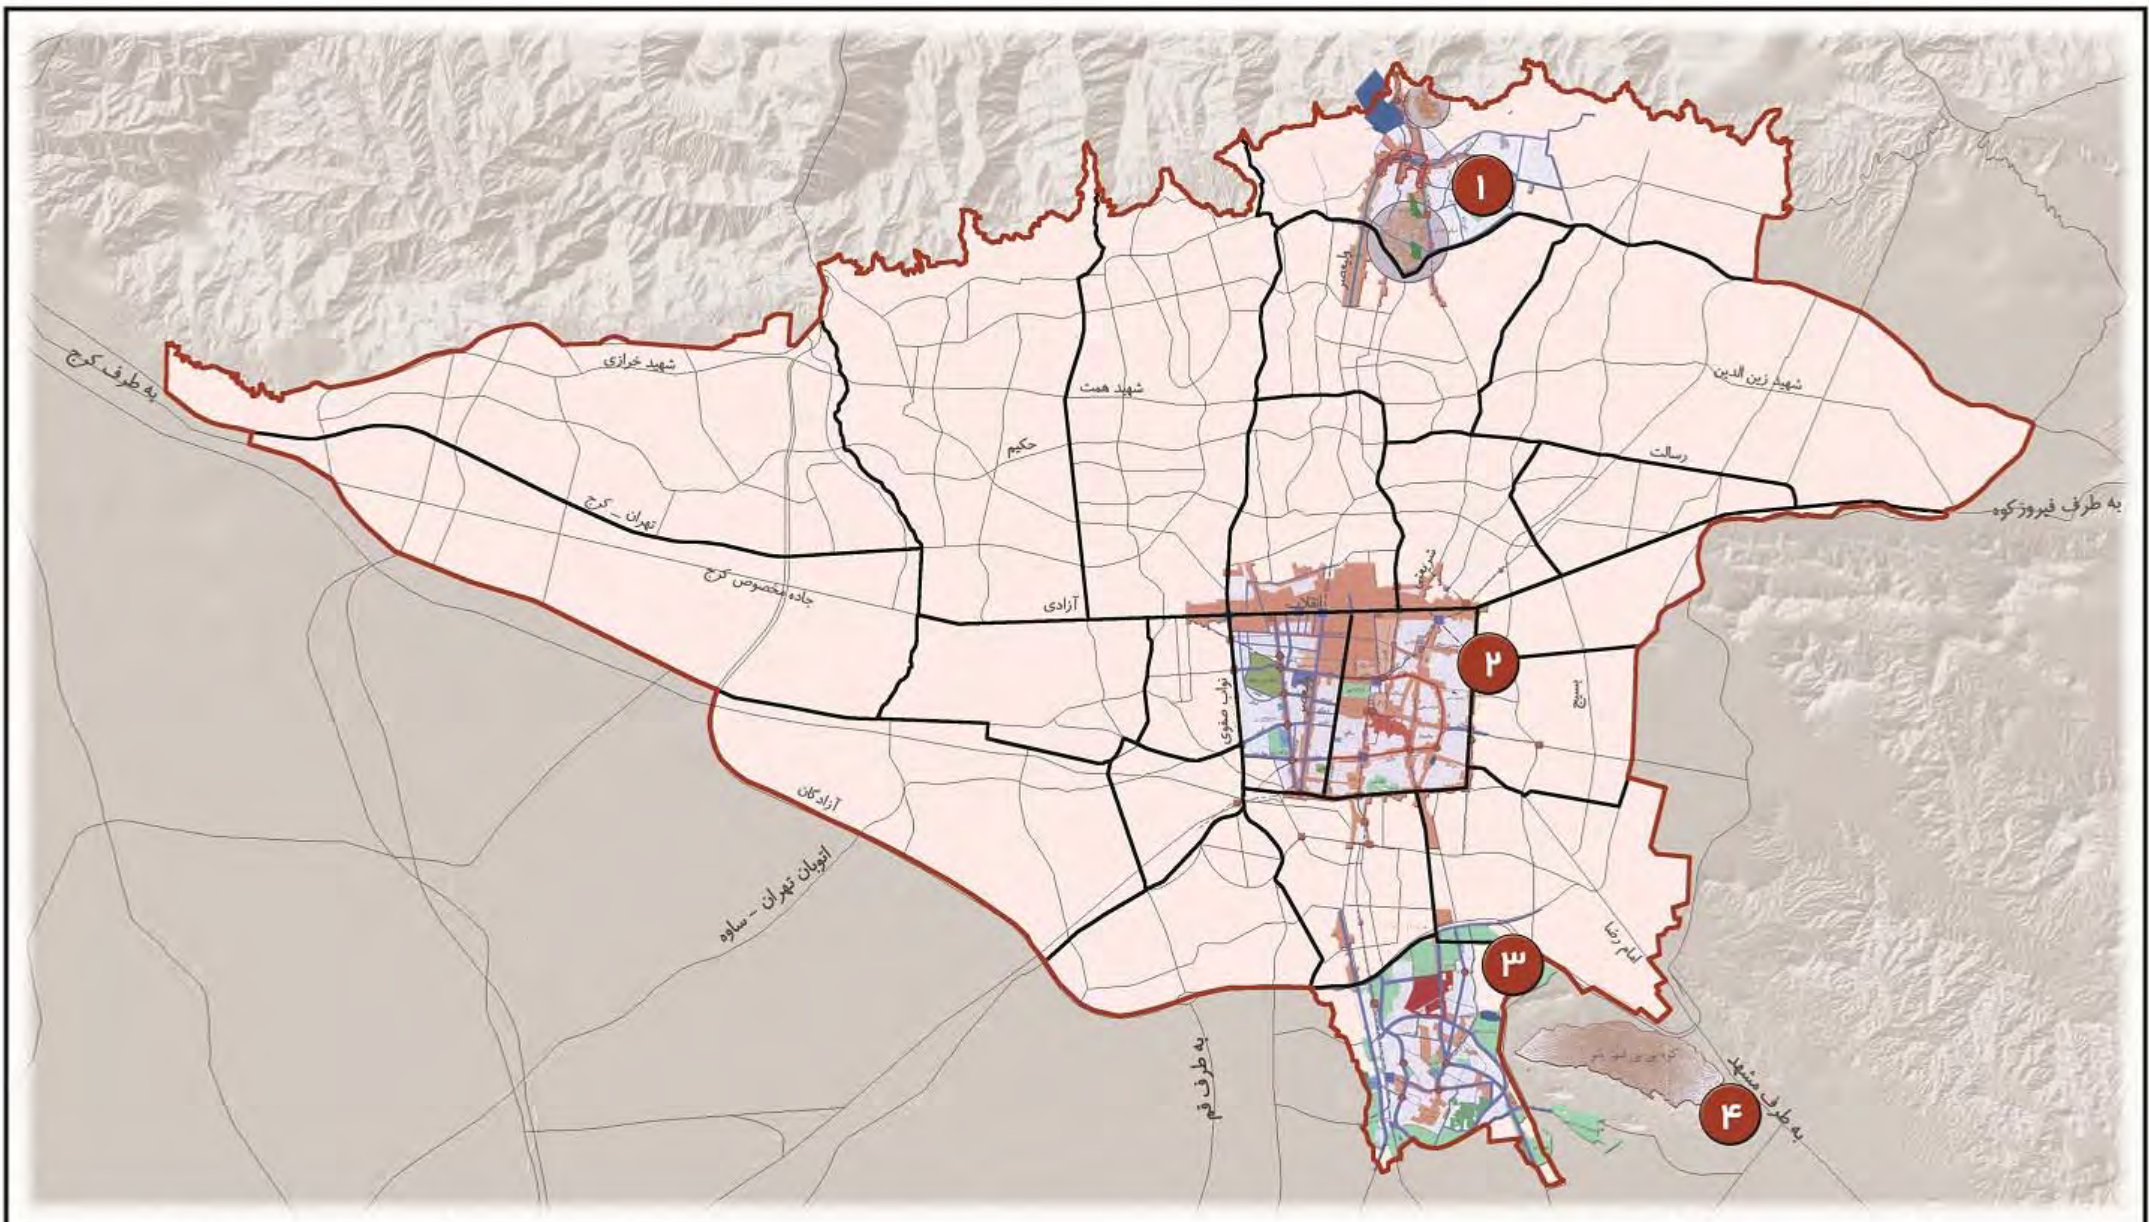 ۱
ولیعصر
به طرف کرج
شهید خرازی
شهید همت
شهید زین الدین
حکیم
رسالت
تهران - کرج
به طرف فیروزکوه
جاده مخصوص کرج
آزادی
انقلاب
شریعتی
۲
نواب صفوی
بسیج
آزادگان
اتوبان تهران - ساوه
امام رضا
۳
به طرف قم
به طرف مشهد
۴